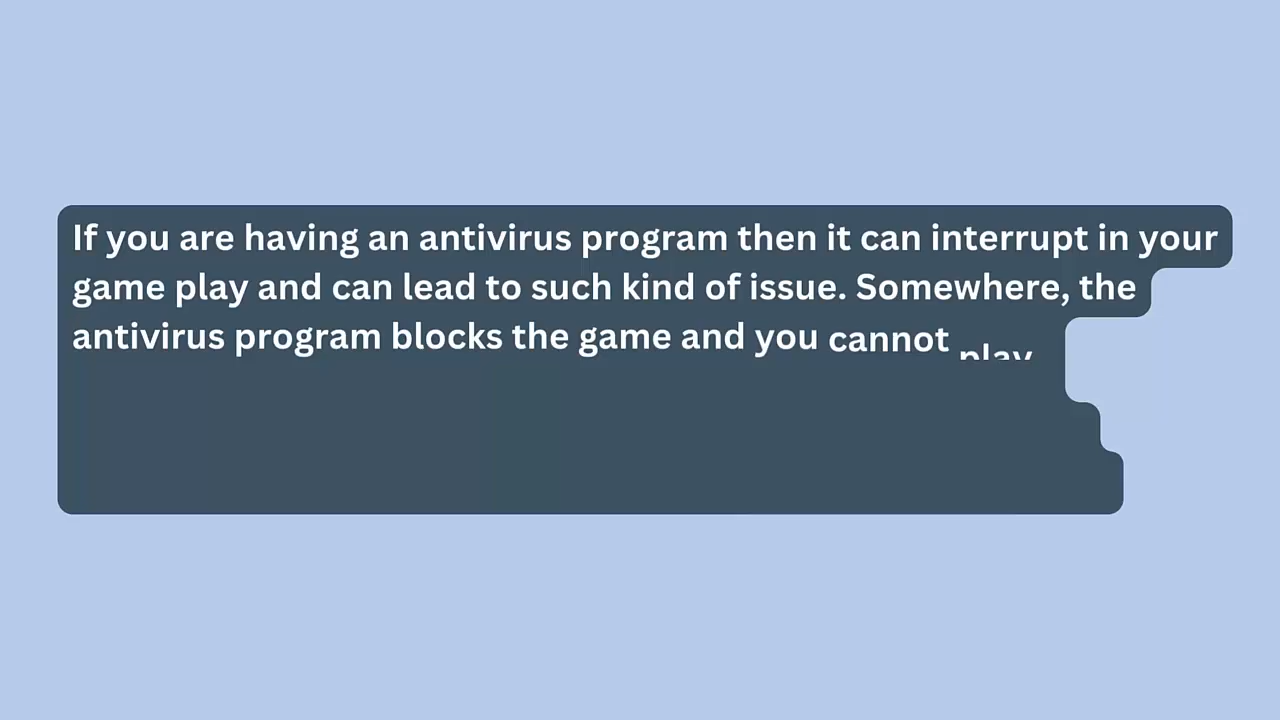 If you are having an antivirus program then it can interrupt in your
game play and can lead to such kind of issue. Somewhere, the
antivirus program blocks the game and you cannot play